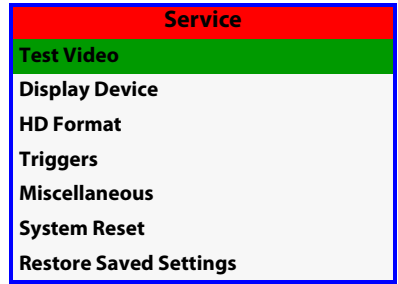 Service
Test Video
Display Device
HD Format
Triggers
Miscellaneous
System Reset
Restore Saved Settings